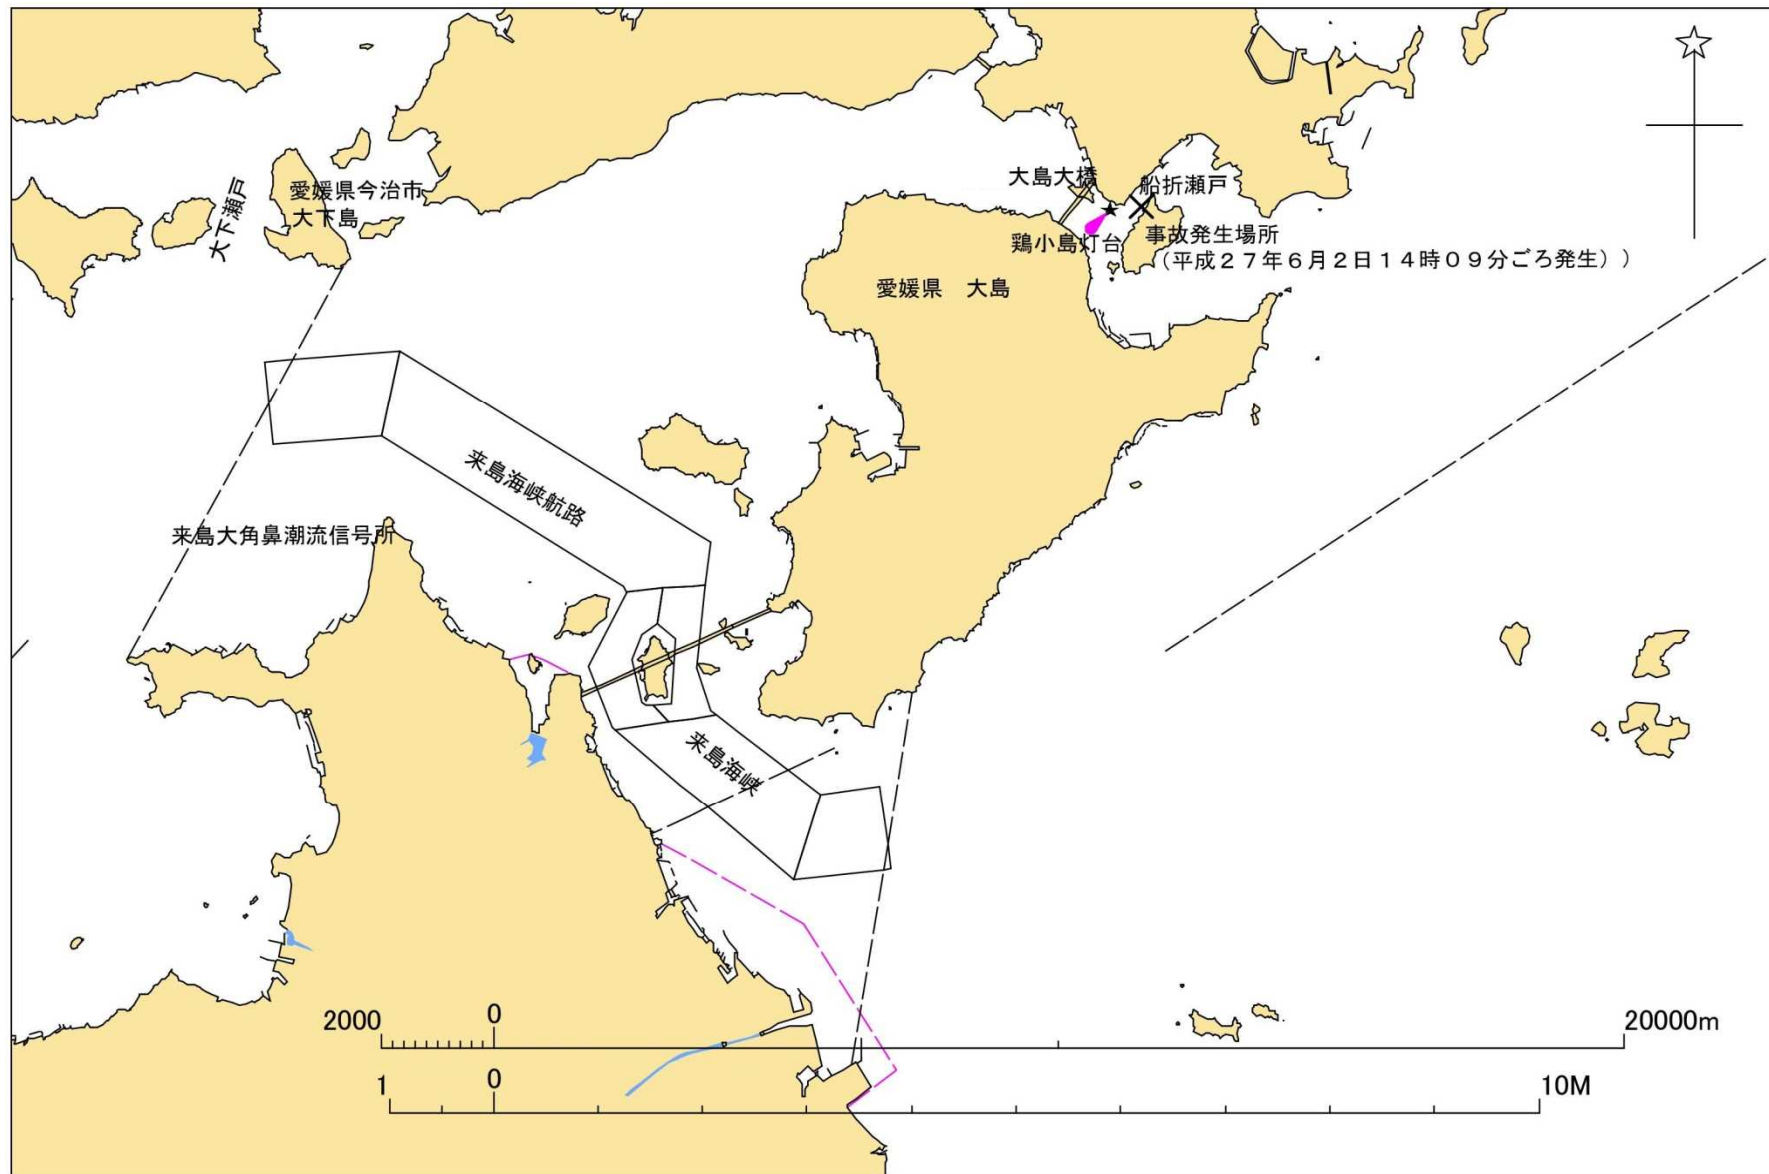 大島大橋
船折瀬戸
愛媛県今治市
大下島
大下瀬戸
鶏小島灯台
事故発生場所
（平成２７年６月２日１４時０９分ごろ発生））
愛媛県　大島
来島海峡航路
来島大角鼻潮流信号所
来島海峡
2000 0 20000m
1 0 10M